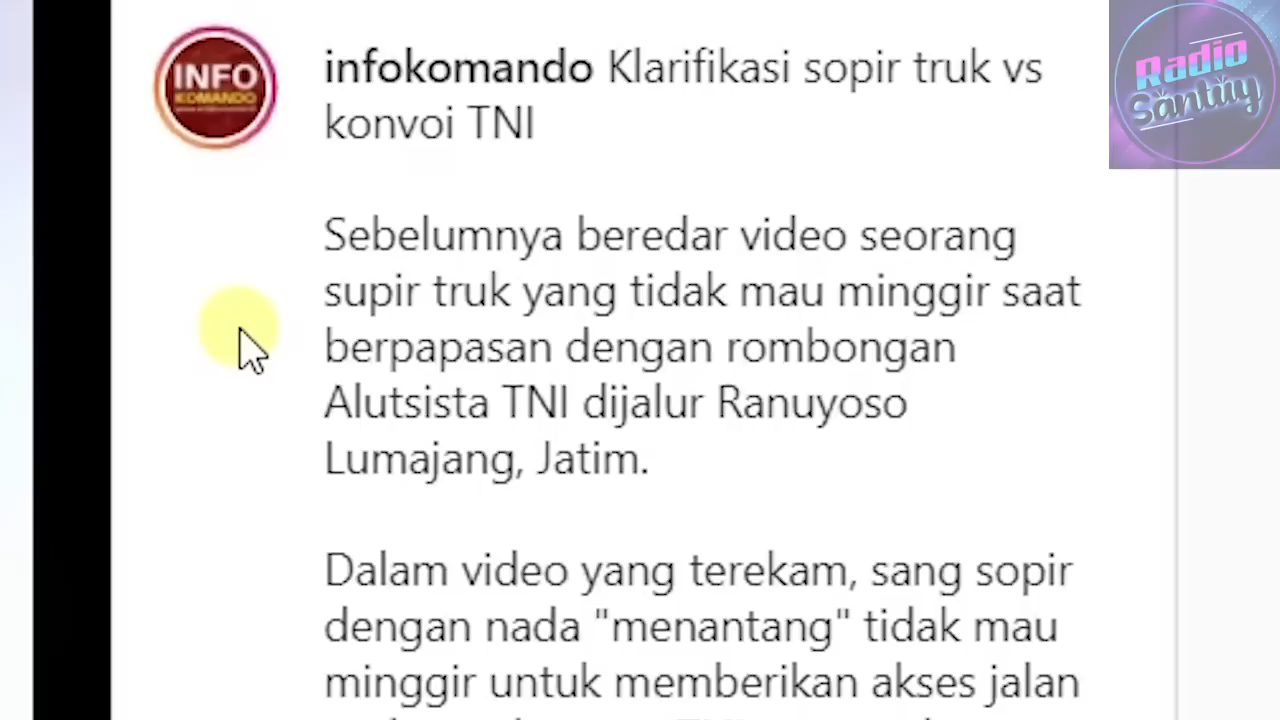 INFO
KOMANDO
Radio
Santuy
infokomando Klarifikasi sopir truk vs
konvoi TNI
Sebelumnya beredar video seorang
supir truk yang tidak mau minggir saat
berpapasan dengan rombongan
Alutsista TNI dijalur Ranuyoso
Lumajang, Jatim.
Dalam video yang terekam, sang sopir
dengan nada "menantang" tidak mau
minggir untuk memberikan akses jalan